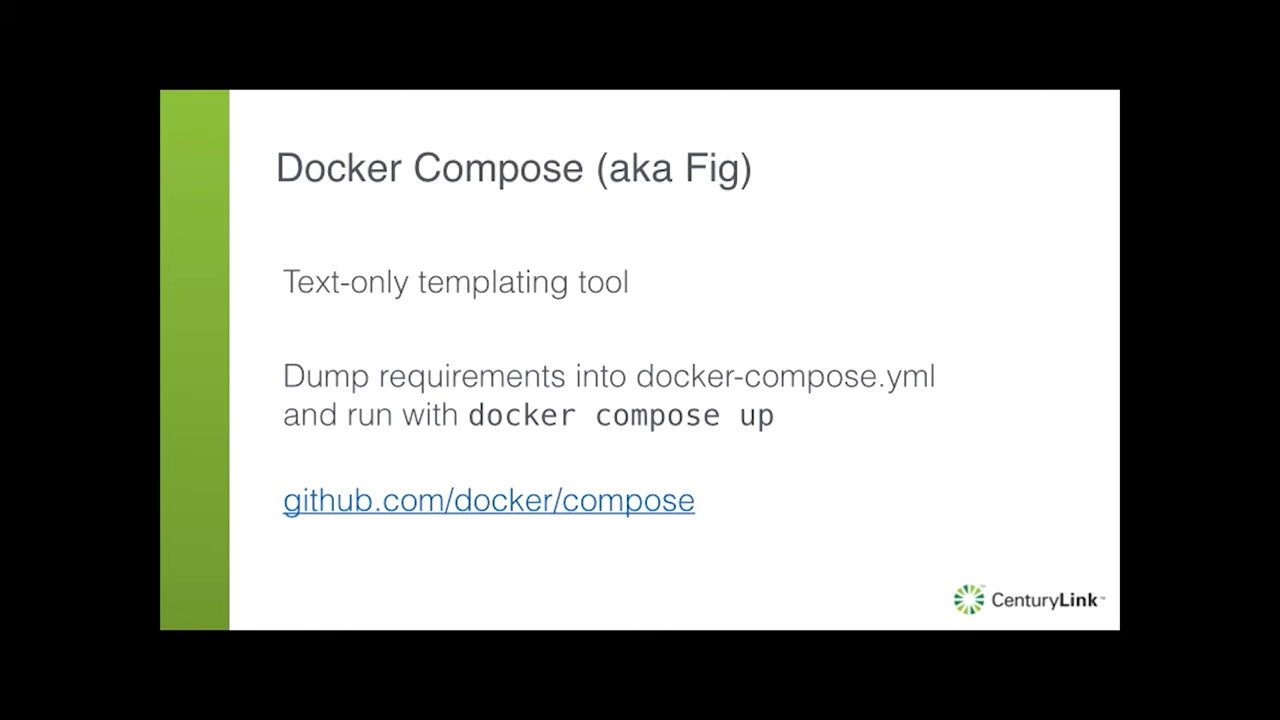 Docker Compose (aka Fig)
Text-only templating tool
Dump requirements into docker-compose.yml
and run with docker compose up
github.com/docker/compose
CenturyLink™